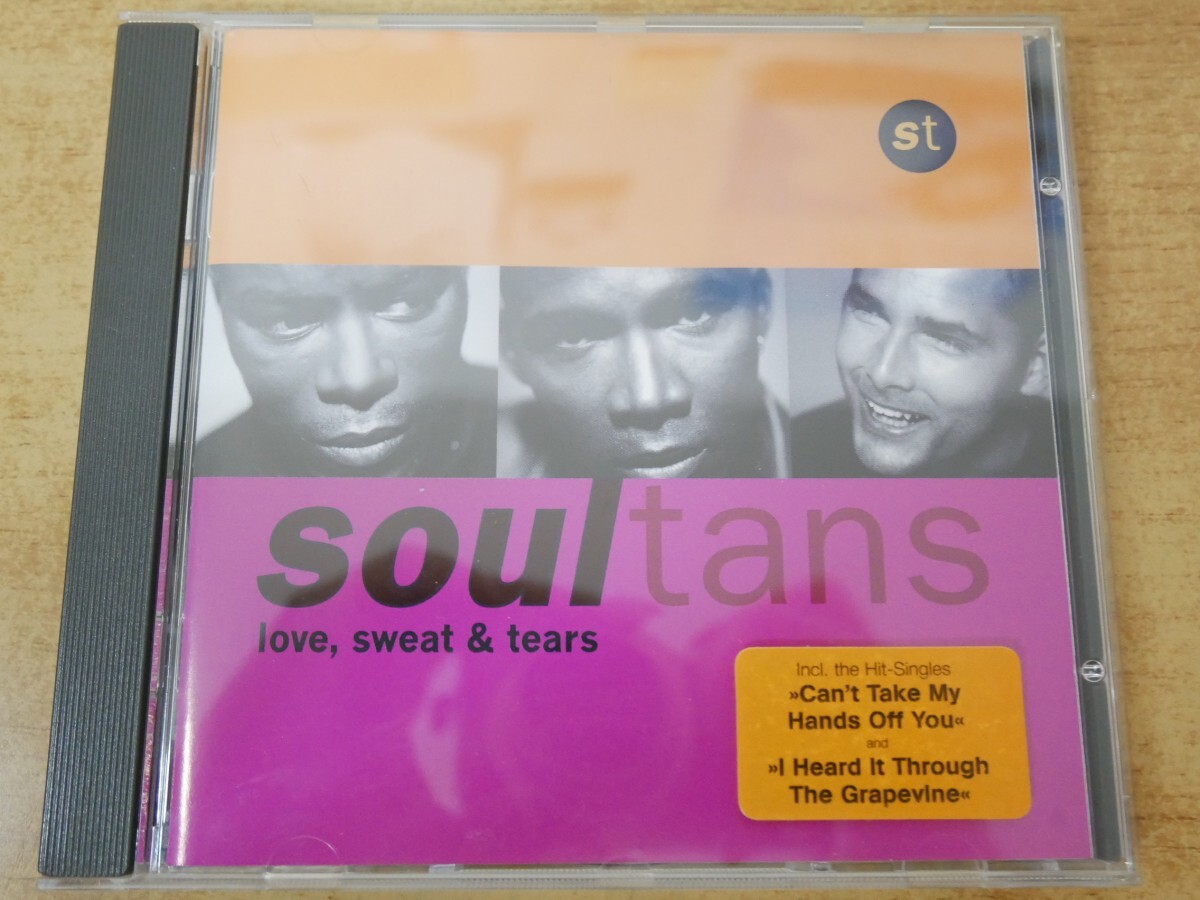 st
soultans
love, sweat & tears
Incl. the Hit-Singles
»Can't Take My
Hands Off You«
and
»I Heard It Through
The Grapevine«